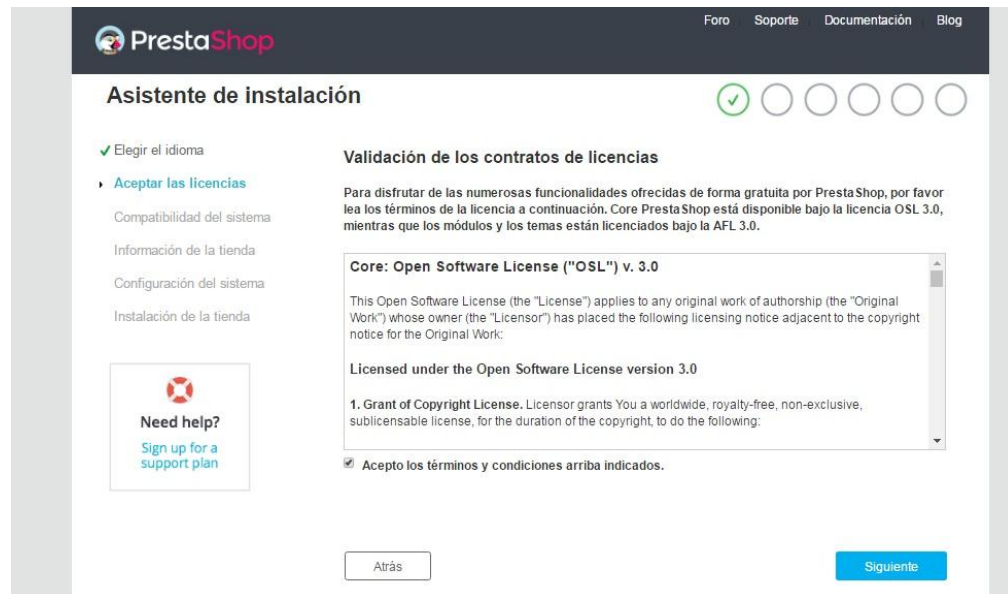 Foro Soporte Documentación Blog
PrestaShop
Asistente de instalación
Elegir el idioma
Aceptar las licencias
Compatibilidad del sistema
Información de la tienda
Configuración del sistema
Instalación de la tienda
Need help?
Sign up for a
support plan
Validación de los contratos de licencias
Para disfrutar de las numerosas funcionalidades ofrecidas de forma gratuita por PrestaShop, por favor
lea los términos de la licencia a continuación. Core PrestaShop está disponible bajo la licencia OSL 3.0,
mientras que los módulos y los temas están licenciados bajo la AFL 3.0.
Core: Open Software License ("OSL") v. 3.0
This Open Software License (the "License") applies to any original work of authorship (the "Original
Work") whose owner (the "Licensor") has placed the following licensing notice adjacent to the copyright
notice for the Original Work:
Licensed under the Open Software License version 3.0
1. Grant of Copyright License. Licensor grants You a worldwide, royalty-free, non-exclusive,
sublicensable license, for the duration of the copyright, to do the following:
Acepto los términos y condiciones arriba indicados.
Atrás
Siguiente